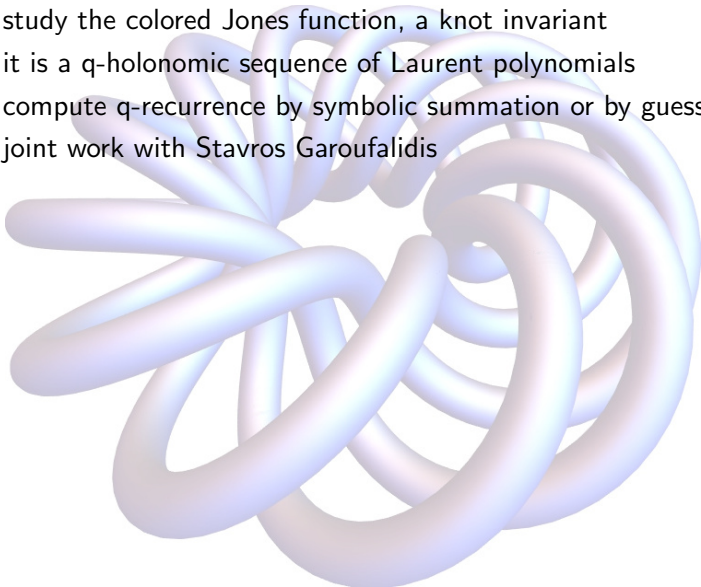 study the colored Jones function, a knot invariant
it is a q-holonomic sequence of Laurent polynomials
compute q-recurrence by symbolic summation or by guess
joint work with Stavros Garoufalidis